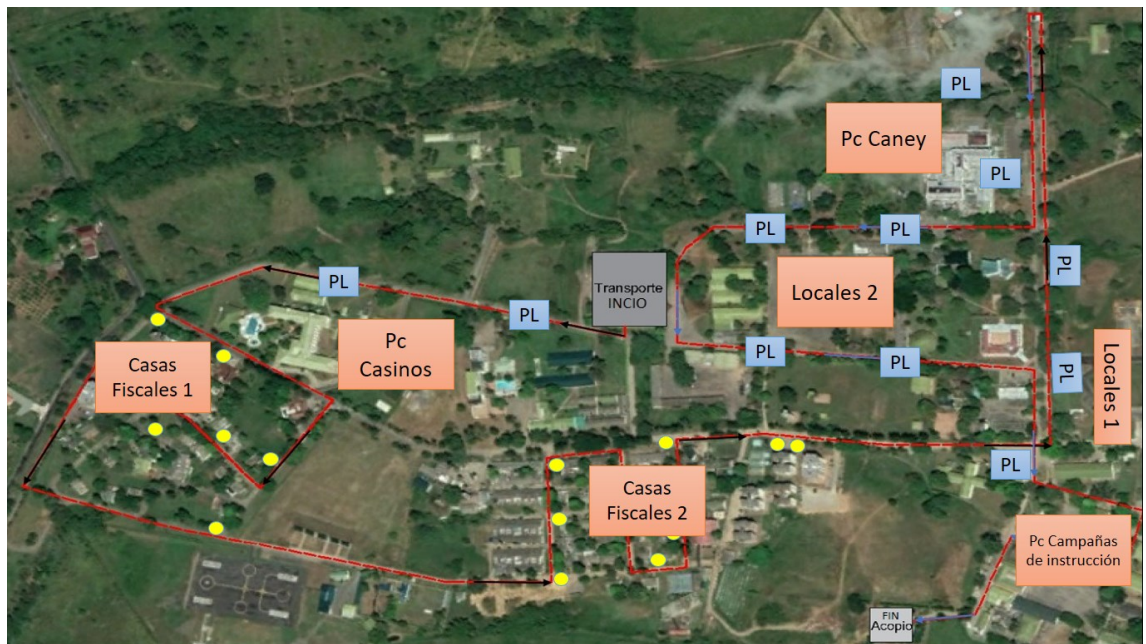 PL
Pc Caney
PL
PL
PL
PL
Transporte
INCIO
Locales 2
PL
PL
PL
Pc
Casinos
Casas
Fiscales 1
PL
PL
PL
Locales 1
PL
Casas
Fiscales 2
Pc Campañas
de instrucción
FIN
Acopio